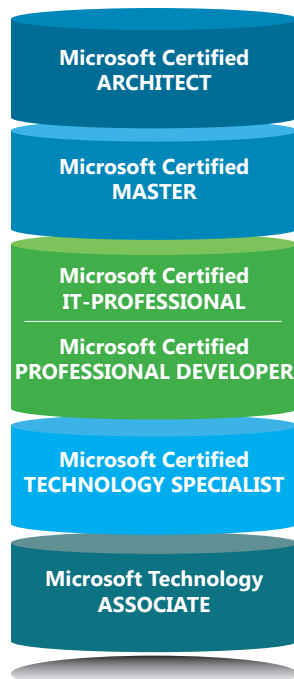 Microsoft Certified
ARCHITECT
Microsoft Certified
MASTER
Microsoft Certified
IT-PROFESSIONAL
Microsoft Certified
PROFESSIONAL DEVELOPER
Microsoft Certified
TECHNOLOGY SPECIALIST
Microsoft Technology
ASSOCIATE